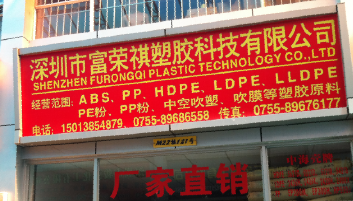 深圳市富荣祺塑胶科技有限公司
SHENZHEN FURONGQI PLASTIC TECHNOLOGY CO.,LTD
经营范围: ABS、PP、HDPE、LDPE、LLDPE
PE粉、PP粉、中空吹塑、吹膜等塑胶原料
电话: 15013854879、0755-89686558 传真: 0755-89676177
厂家直销